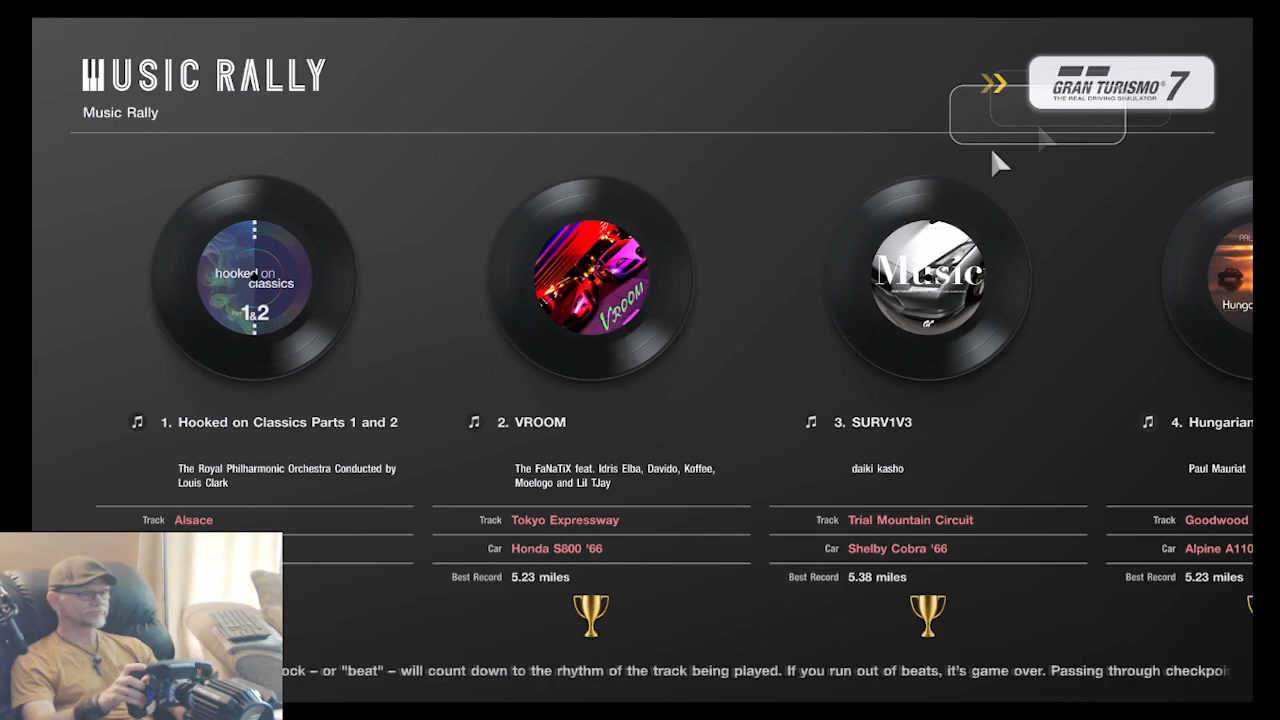 MUSIC RALLY
Music Rally
GRAN TURISMO 7
THE REAL DRIVING SIMULATOR
hooked on
classics
1&2
VROOM
Music
Hungar
1. Hooked on Classics Parts 1 and 2
2. VROOM
3. SURV1V3
4. Hungarian
The Royal Philharmonic Orchestra Conducted by
Louis Clark
The FaNaTiX feat. Idris Elba, Davido, Koffee,
Moelogo and Lil TJay
daiki kasho
Paul Mauriat
Track Alsace
Track Tokyo Expressway
Car Honda S800 '66
Best Record 5.23 miles
Track Trial Mountain Circuit
Car Shelby Cobra '66
Best Record 5.38 miles
Track Goodwood
Car Alpine A110
Best Record 5.23 miles
ock – or "beat" – will count down to the rhythm of the track being played. If you run out of beats, it's game over. Passing through checkpoi